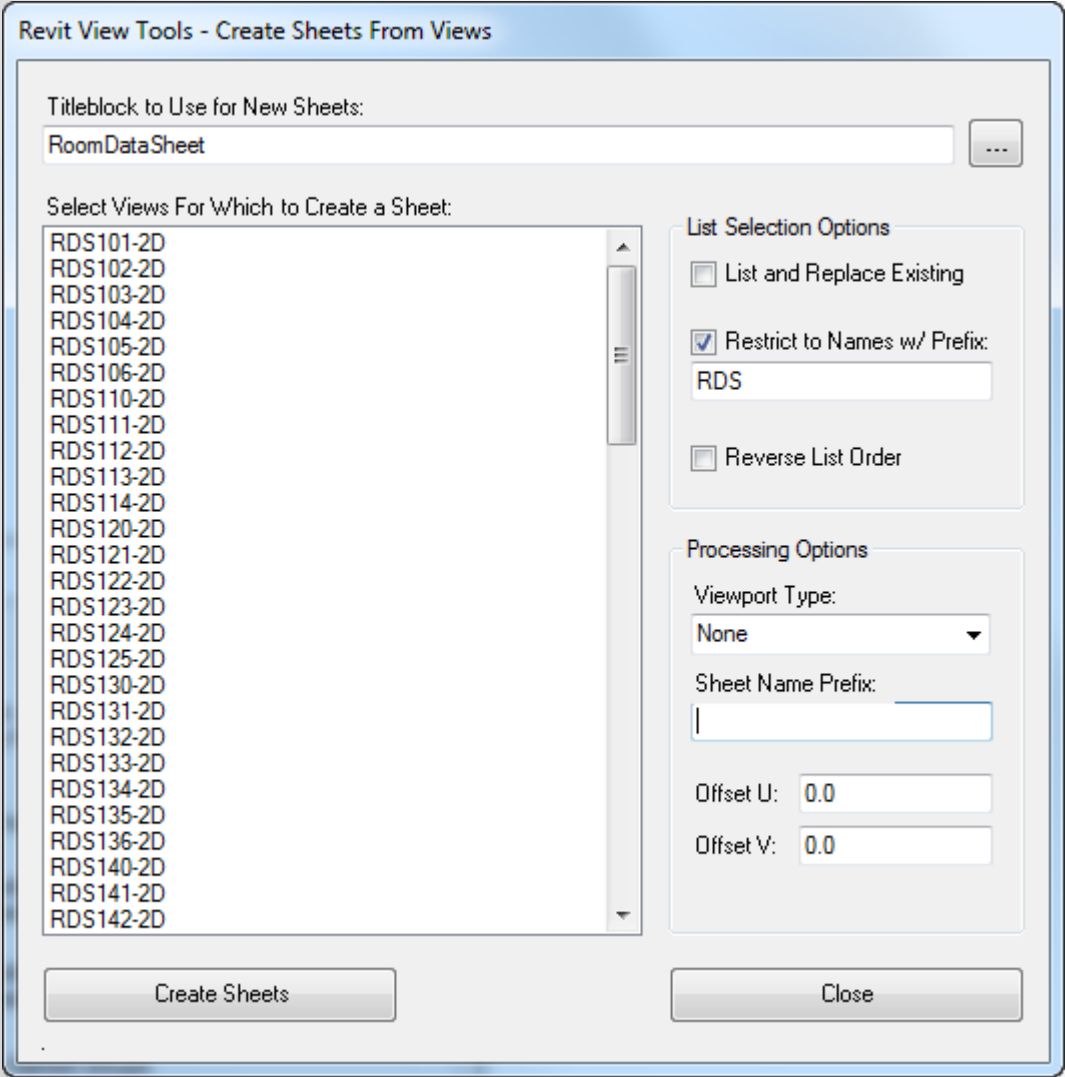 Revit View Tools - Create Sheets From Views
Titleblock to Use for New Sheets:
RoomDataSheet
...
Select Views For Which to Create a Sheet:
RDS101-2D
RDS102-2D
RDS103-2D
RDS104-2D
RDS105-2D
RDS106-2D
RDS110-2D
RDS111-2D
RDS112-2D
RDS113-2D
RDS114-2D
RDS120-2D
RDS121-2D
RDS122-2D
RDS123-2D
RDS124-2D
RDS125-2D
RDS130-2D
RDS131-2D
RDS132-2D
RDS133-2D
RDS134-2D
RDS135-2D
RDS136-2D
RDS140-2D
RDS141-2D
RDS142-2D
List Selection Options
List and Replace Existing
Restrict to Names w/ Prefix:
RDS
Reverse List Order
Processing Options
Viewport Type:
None
Sheet Name Prefix:
Offset U: 0.0
Offset V: 0.0
Create Sheets
Close
.